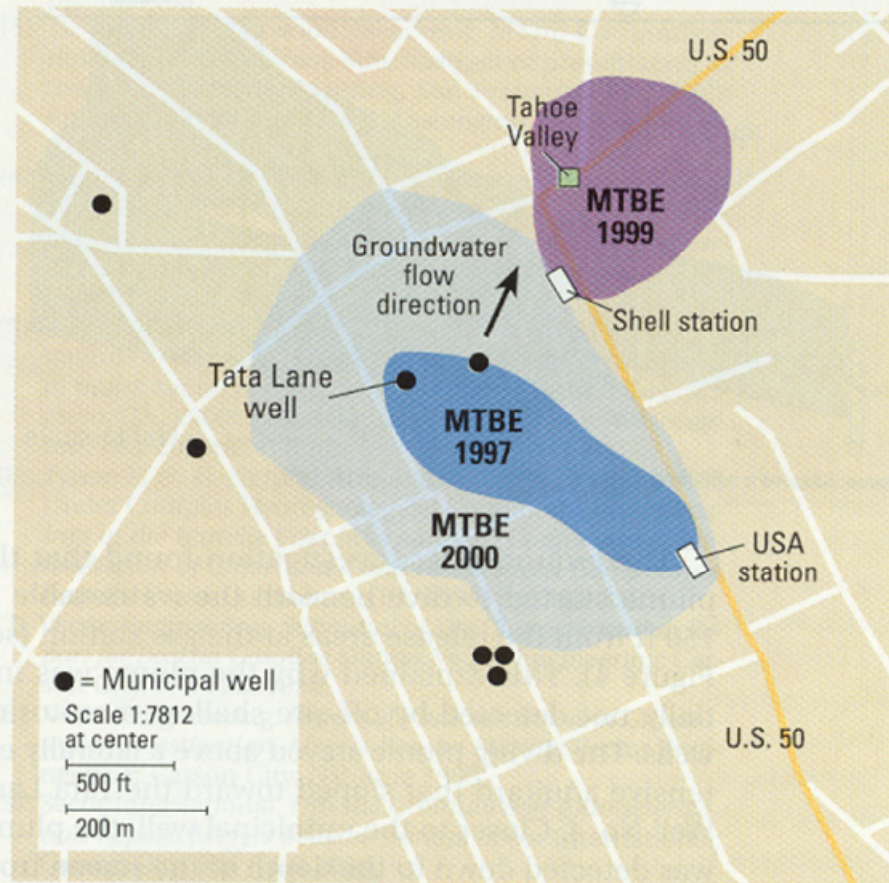 U.S. 50
Tahoe
Valley
MTBE
1999
Groundwater
flow
direction
Shell station
Tata Lane
well
MTBE
1997
MTBE
2000
USA
station
= Municipal well
Scale 1:7812
at center
500 ft
200 m
U.S. 50